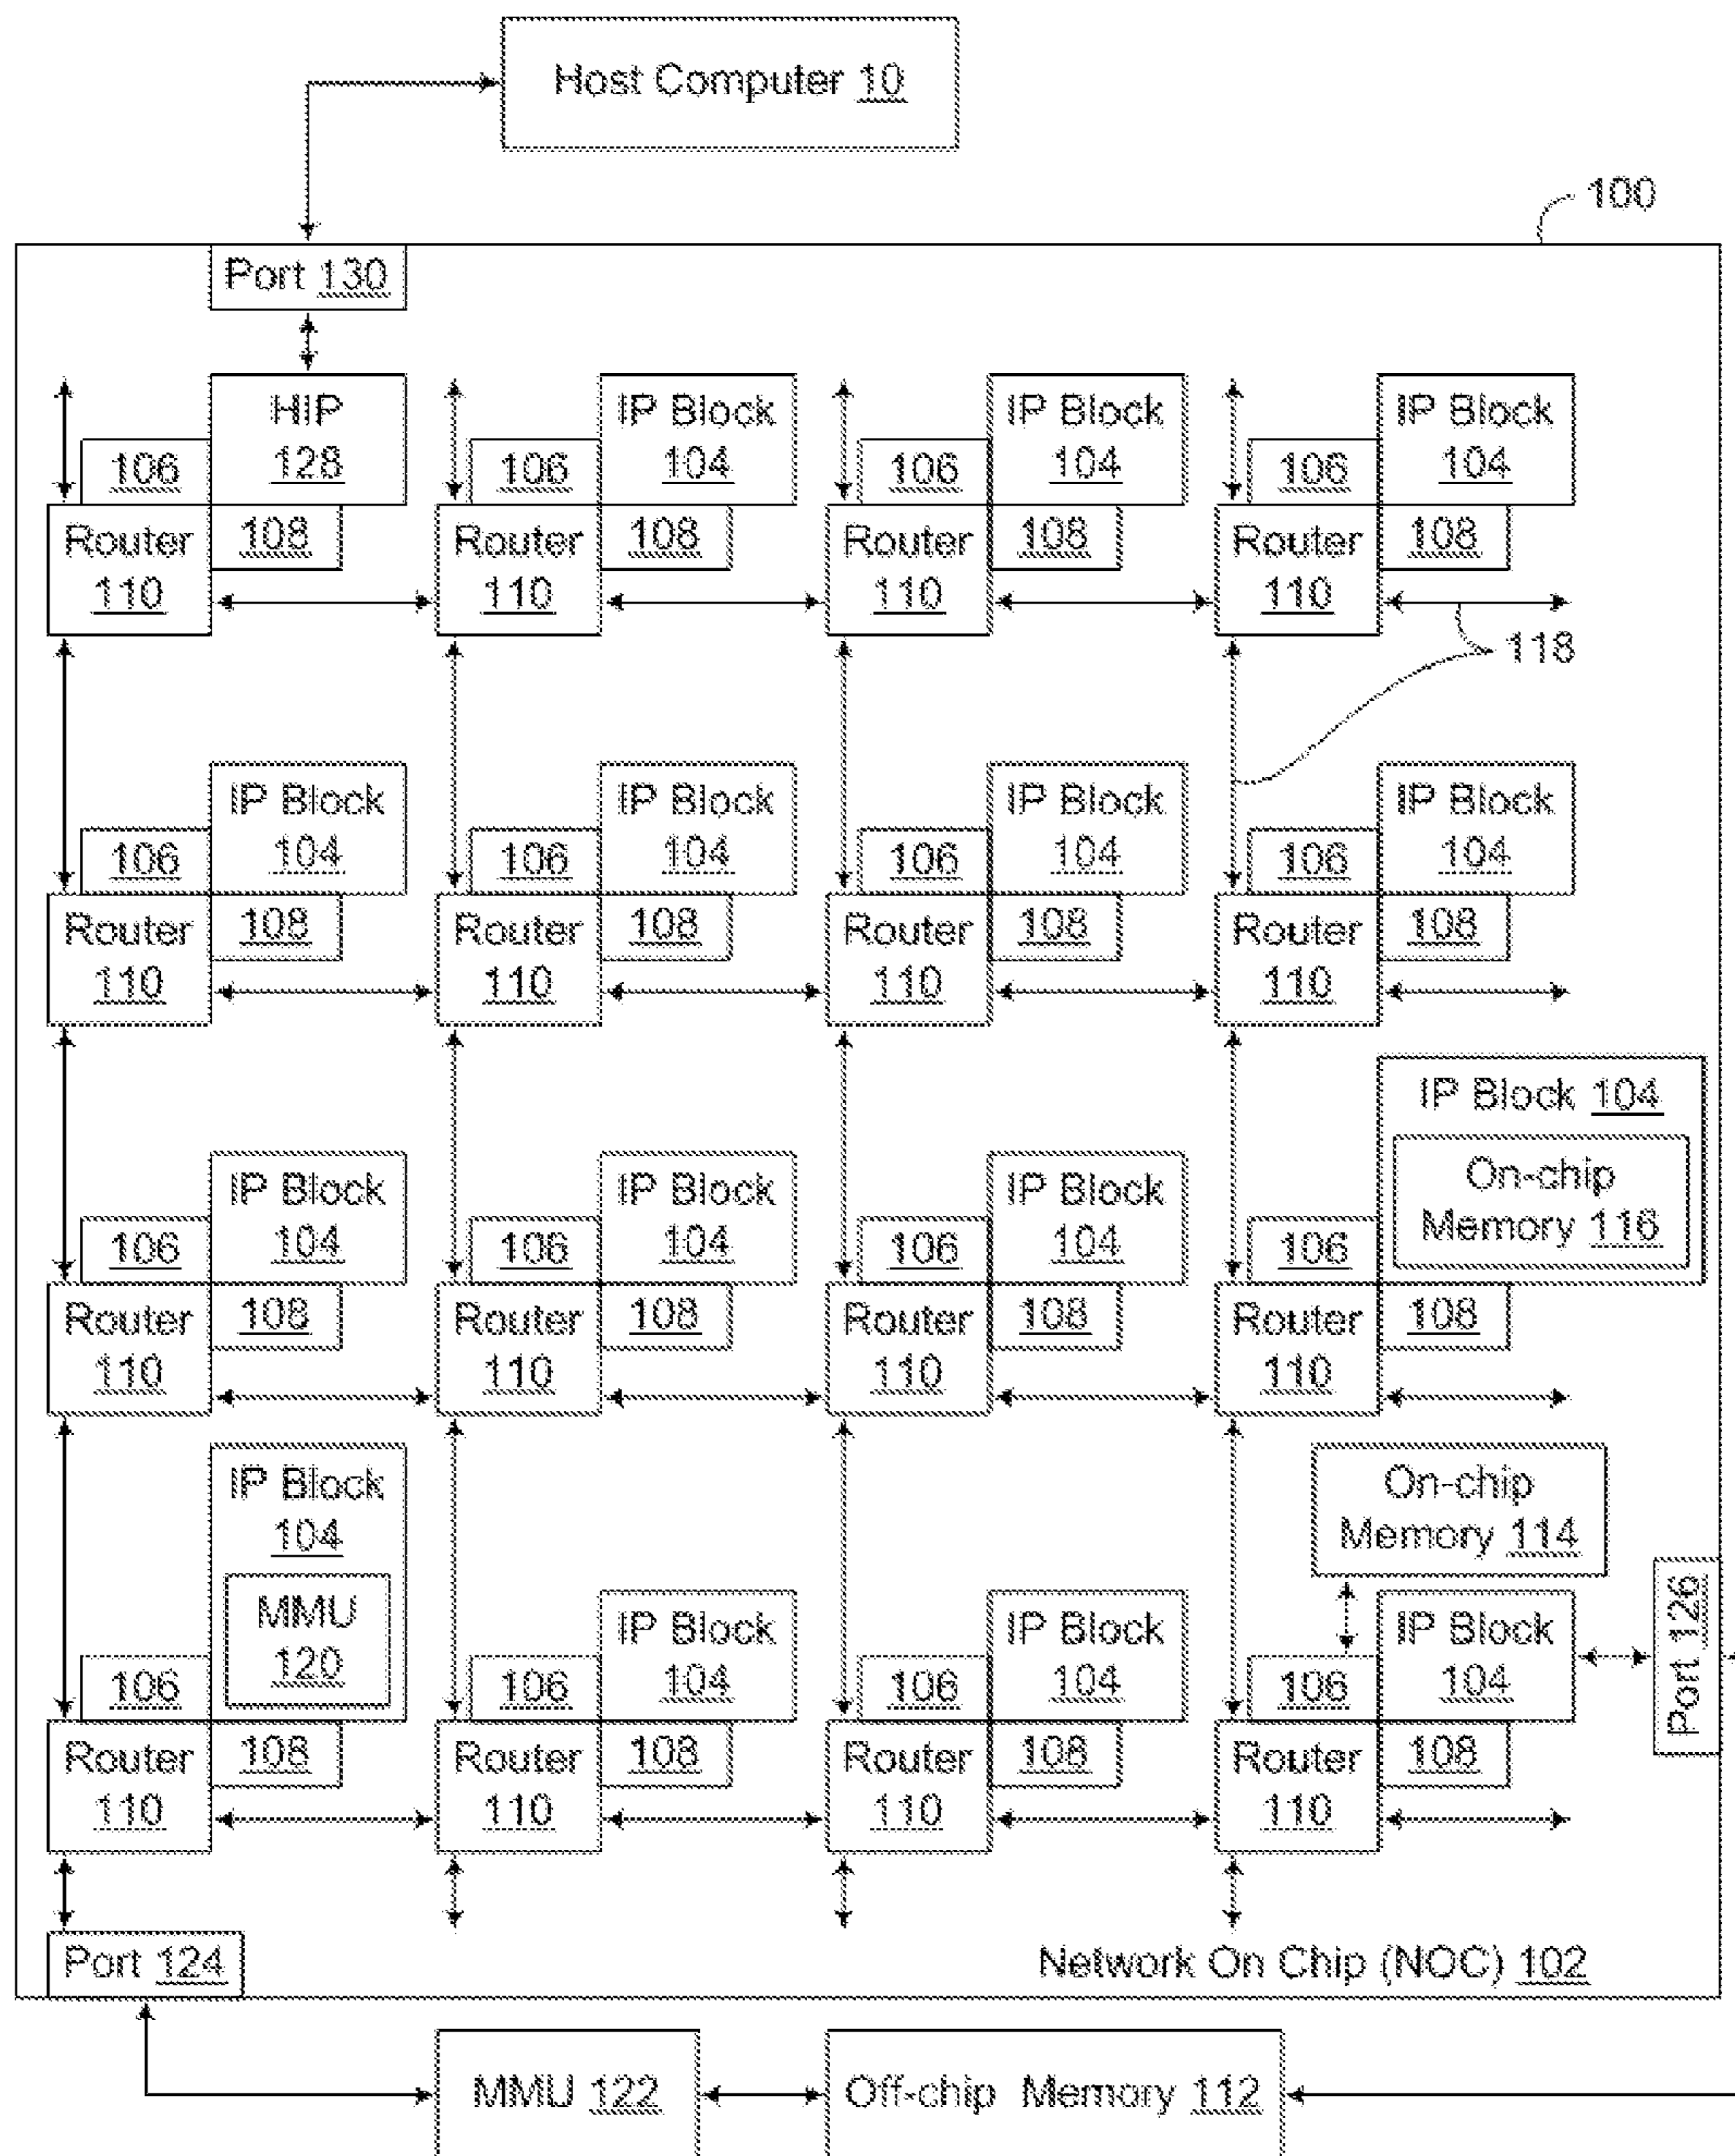 Host Computer 10
100
Port 130
HIP
128
IP Block
104
IP Block
104
IP Block
104
106
106
106
106
Router
110
108
Router
110
108
Router
110
108
Router
110
108
118
IP Block
104
IP Block
104
IP Block
104
IP Block
104
106
106
106
106
Router
110
108
Router
110
108
Router
110
108
Router
110
108
IP Block 104
On-chip
Memory 116
IP Block
104
IP Block
104
IP Block
104
106
106
106
106
Router
110
108
Router
110
108
Router
110
108
Router
110
108
IP Block
104
MMU
120
On-chip
Memory 114
IP Block
104
IP Block
104
IP Block
104
Port 126
106
106
106
106
Router
110
108
Router
110
108
Router
110
108
Router
110
108
Port 124
Network On Chip (NOC) 102
MMU 122
Off-chip Memory 112